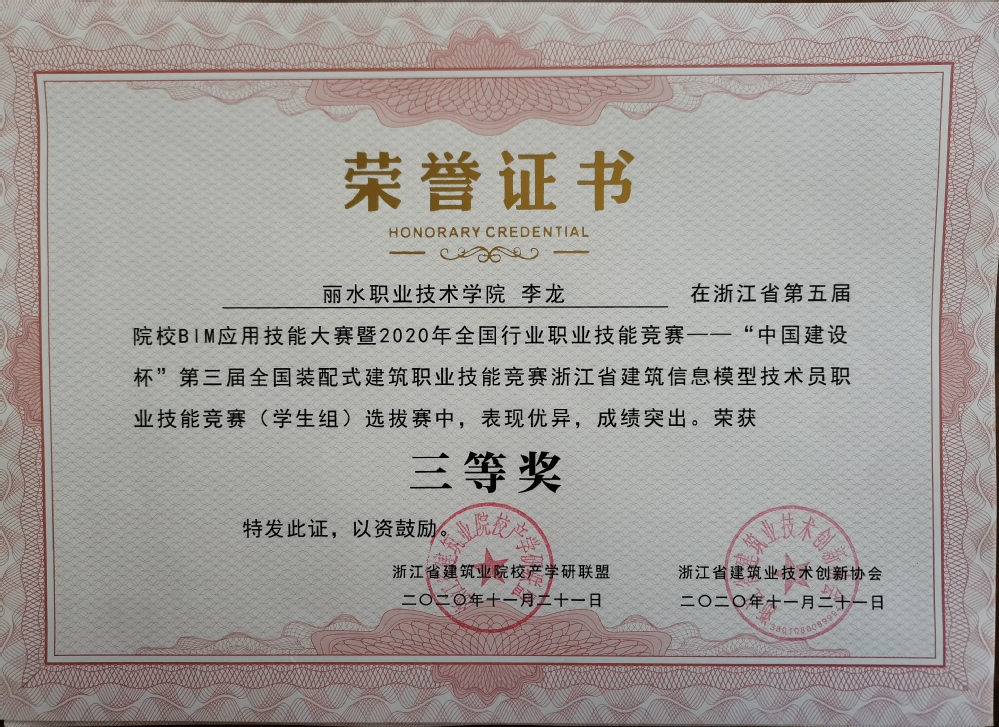 荣誉证书
HONORARY CREDENTIAL
丽水职业技术学院 李龙 在浙江省第五届
院校BIM应用技能大赛暨2020年全国行业职业技能竞赛——“中国建设
杯”第三届全国装配式建筑职业技能竞赛浙江省建筑信息模型技术员职
业技能竞赛（学生组）选拔赛中，表现优异，成绩突出。荣获
三等奖
特发此证，以资鼓励。
浙江省建筑业院校产学研联盟
二〇二〇年十一月二十一日
浙江省建筑业技术创新协会
二〇二〇年十一月二十一日